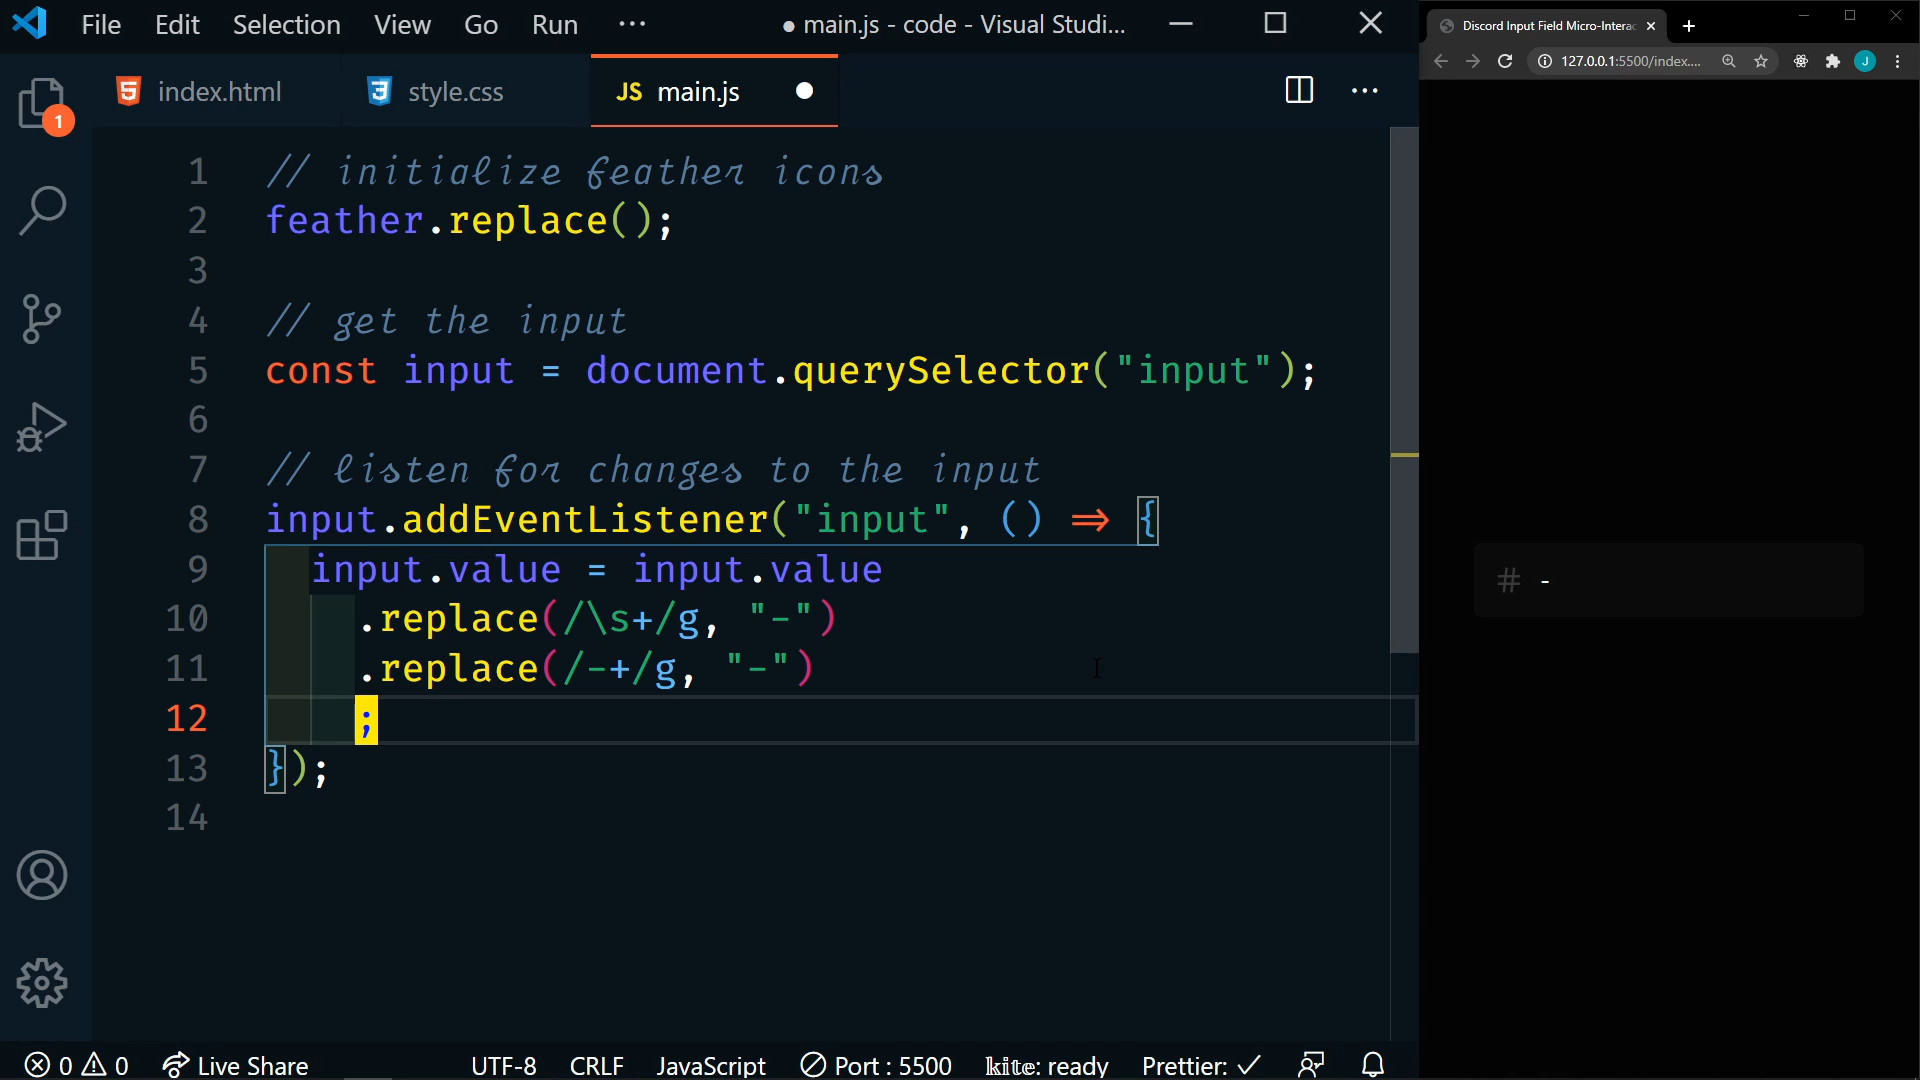 File Edit Selection View Go Run ··· ● main.js - code - Visual Studi...
index.html style.css JS main.js
1
1 // initialize feather icons
2 feather.replace();
3
4 // get the input
5 const input = document.querySelector("input");
6
7 // listen for changes to the input
8 input.addEventListener("input", () => {
9 input.value = input.value
10 .replace(/\s+/g, "-")
11 .replace(/-+/g, "-")
12 ;
13 });
14
0 0 Live Share UTF-8 CRLF JavaScript Port : 5500 kite: ready Prettier: ✓
Discord Input Field Micro-Interac
127.0.0.1:5500/index.... J
# -